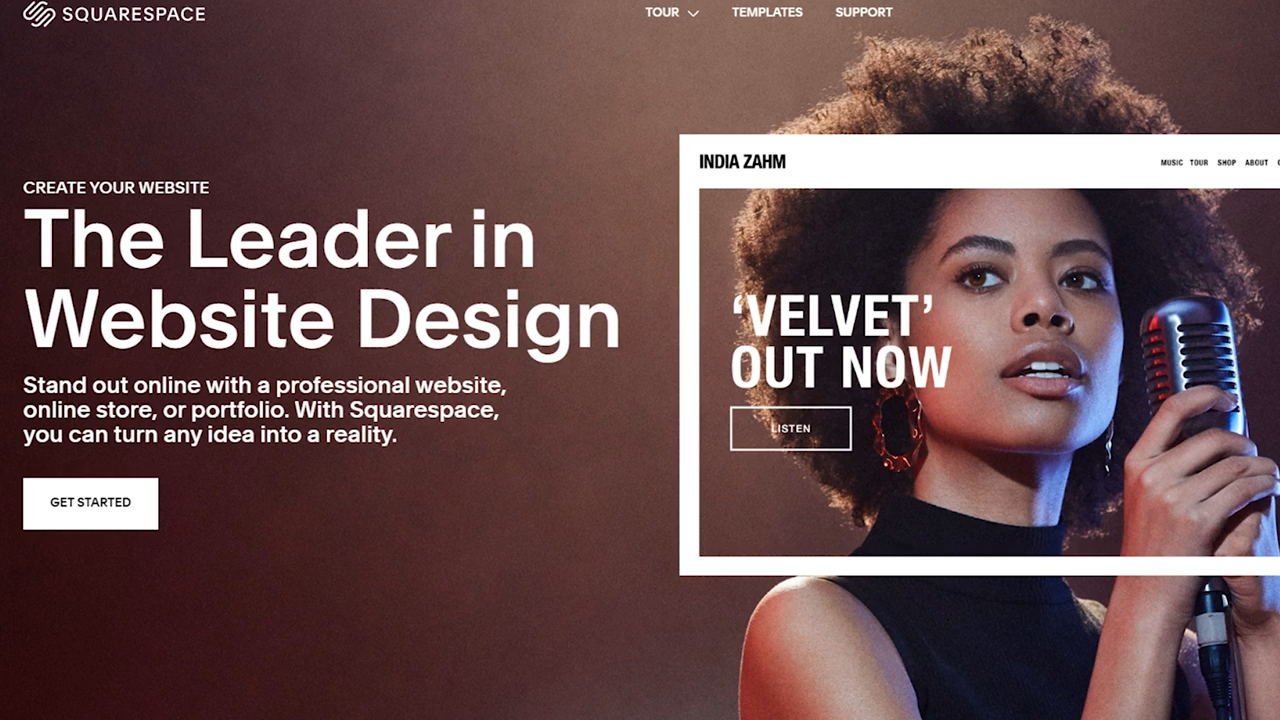 SQUARESPACE
TOUR
TEMPLATES
SUPPORT
CREATE YOUR WEBSITE
The Leader in
Website Design
Stand out online with a professional website,
online store, or portfolio. With Squarespace,
you can turn any idea into a reality.
GET STARTED
INDIA ZAHM
MUSIC TOUR SHOP ABOUT
‘VELVET’
OUT NOW
LISTEN